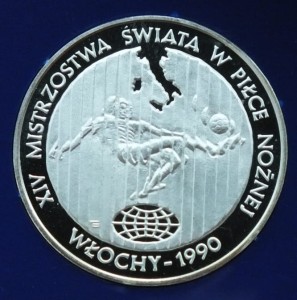 XIV MISTRZOSTWA ŚWIATA W PIŁCE NOŻNEJ
WŁOCHY-1990